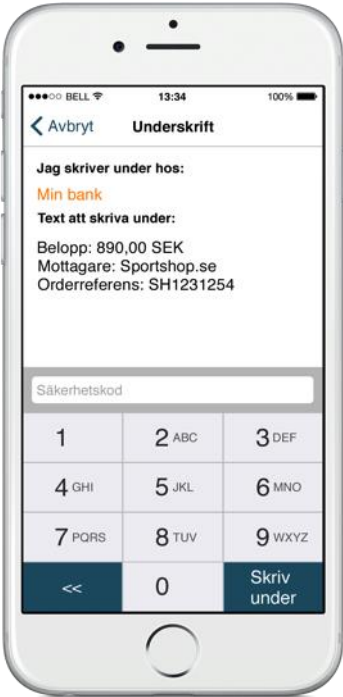 BELL 13:34 100%
Avbryt Underskrift
Jag skriver under hos:
Min bank
Text att skriva under:
Belopp: 890,00 SEK
Mottagare: Sportshop.se
Orderreferens: SH1231254
Säkerhetskod
1 2 ABC 3 DEF
4 GHI 5 JKL 6 MNO
7 PQRS 8 TUV 9 WXYZ
<< 0 Skriv
under